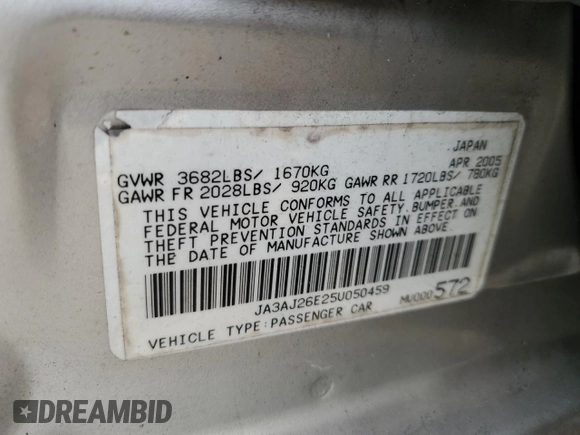 JAPAN
APR 2005
GVWR 3682LBS/ 1670KG
GAWR FR 2028LBS/ 920KG GAWR RR 1720LBS/ 780KG
THIS VEHICLE CONFORMS TO ALL APPLICABLE
FEDERAL MOTOR VEHICLE SAFETY, BUMPER, AND
THEFT PREVENTION STANDARDS IN EFFECT ON
THE DATE OF MANUFACTURE SHOWN ABOVE.
JA3AJ26E25U050459
MU000572
VEHICLE TYPE:PASSENGER CAR
DREAMBID